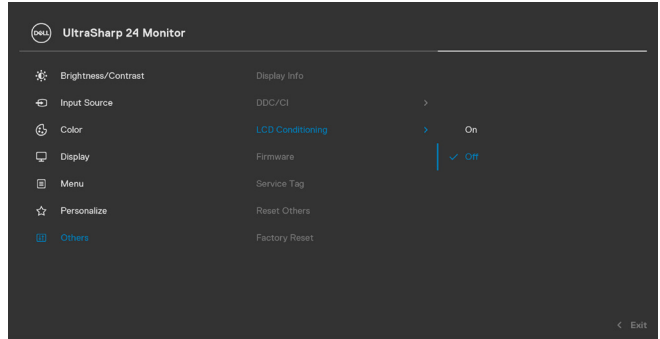 DELL UltraSharp 24 Monitor
Brightness/Contrast Display Info
Input Source DDC/CI >
Color LCD Conditioning > On
Display Firmware ✓ Off
Menu Service Tag
Personalize Reset Others
Others Factory Reset
< Exit